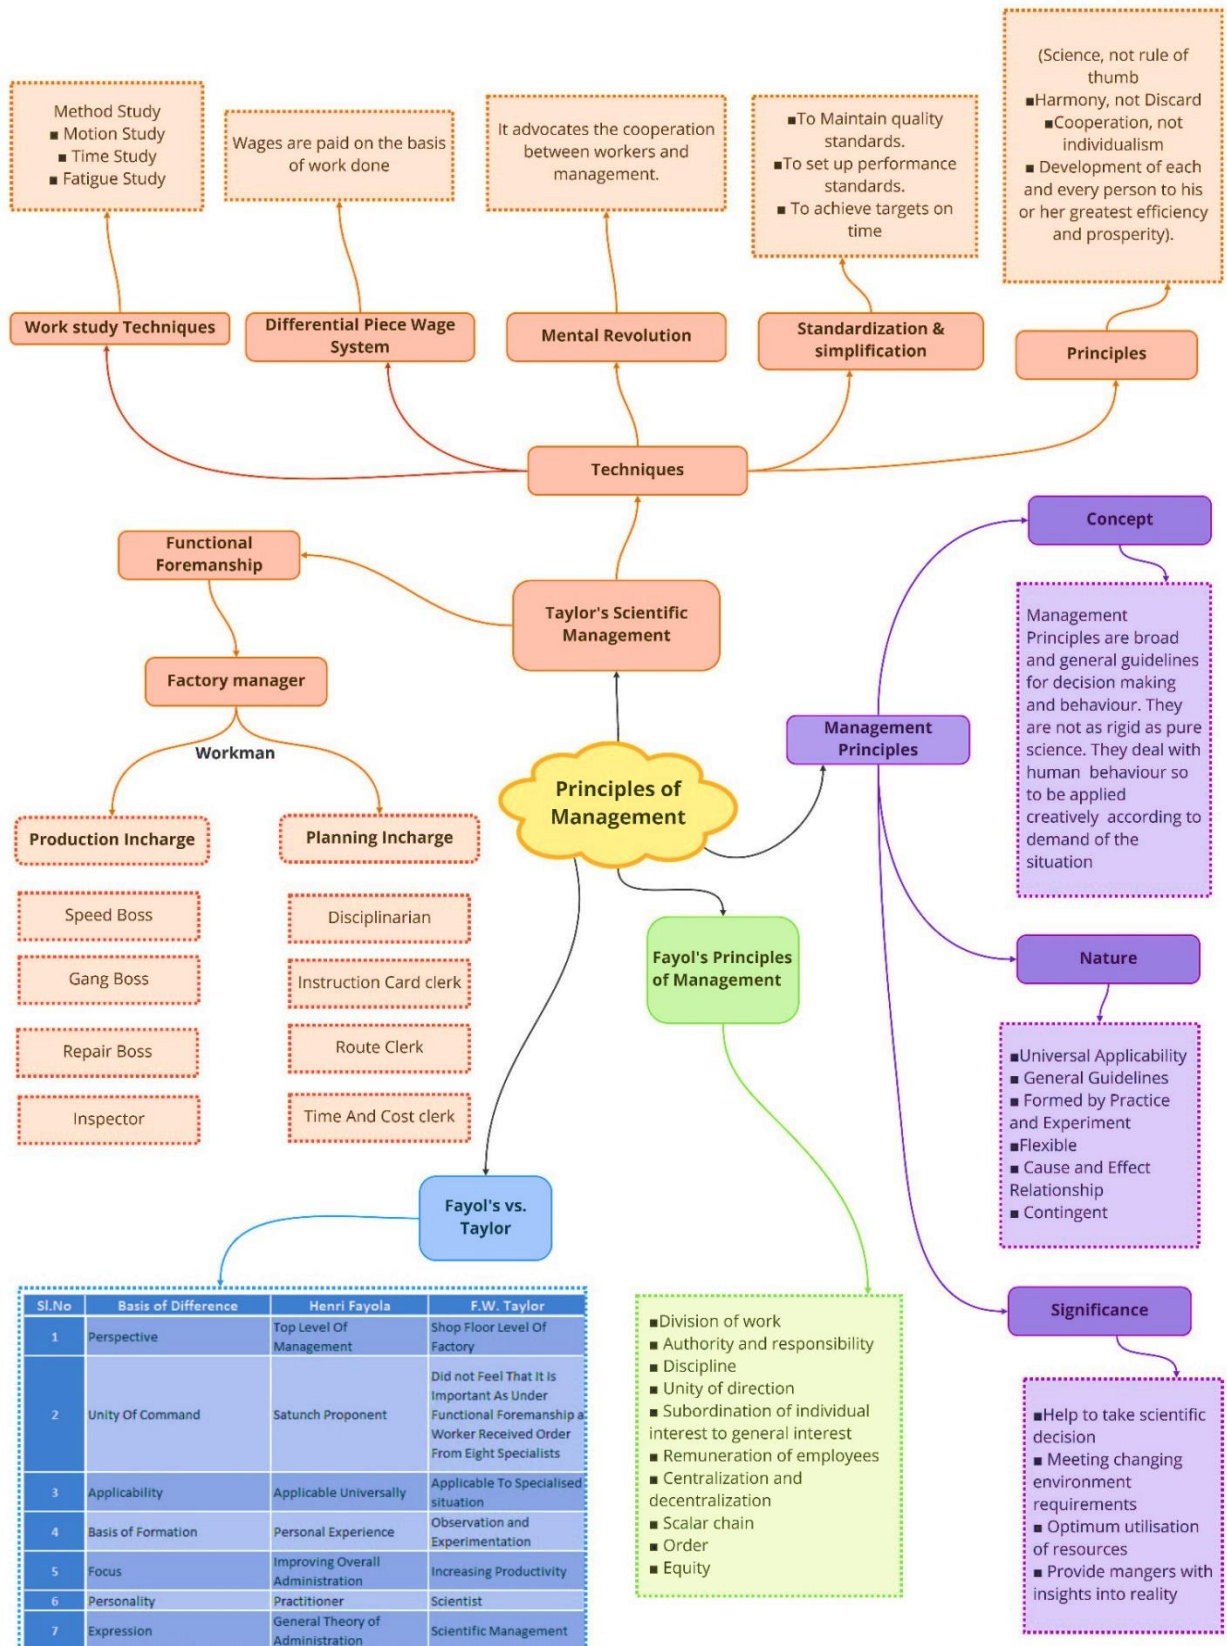 Method Study
■ Motion Study
■ Time Study
■ Fatigue Study
Wages are paid on the basis
of work done
It advocates the cooperation
between workers and
management.
■To Maintain quality
standards.
■To set up performance
standards.
■ To achieve targets on
time
(Science, not rule of
thumb
■Harmony, not Discard
■Cooperation, not
individualism
■ Development of each
and every person to his
or her greatest efficiency
and prosperity).
Work study Techniques
Differential Piece Wage
System
Mental Revolution
Standardization &
simplification
Principles
Techniques
Functional
Foremanship
Taylor's Scientific
Management
Factory manager
Workman
Production Incharge
Planning Incharge
Speed Boss
Gang Boss
Repair Boss
Inspector
Disciplinarian
Instruction Card clerk
Route Clerk
Time And Cost clerk
Principles of
Management
Management
Principles
Concept
Management
Principles are broad
and general guidelines
for decision making
and behaviour. They
are not as rigid as pure
science. They deal with
human behaviour so
to be applied
creatively according to
demand of the
situation
Nature
■Universal Applicability
■ General Guidelines
■ Formed by Practice
and Experiment
■Flexible
■ Cause and Effect
Relationship
■ Contingent
Significance
■Help to take scientific
decision
■ Meeting changing
environment
requirements
■ Optimum utilisation
of resources
■ Provide mangers with
insights into reality
Fayol's Principles
of Management
■Division of work
■ Authority and responsibility
■ Discipline
■ Unity of direction
■ Subordination of individual
interest to general interest
■ Remuneration of employees
■ Centralization and
decentralization
■ Scalar chain
■ Order
■ Equity
Fayol's vs.
Taylor
Sl.No Basis of Difference Henri Fayola F.W. Taylor
1 Perspective
Top Level Of
Management
Shop Floor Level Of
Factory
2 Unity Of Command Satunch Proponent
Did not Feel That It Is
Important As Under
Functional Foremanship a
Worker Received Order
From Eight Specialists
3 Applicability Applicable Universally
Applicable To Specialised
situation
4 Basis of Formation Personal Experience
Observation and
Experimentation
5 Focus
Improving Overall
Administration
Increasing Productivity
6 Personality Practitioner Scientist
7 Expression
General Theory of
Administration
Scientific Management